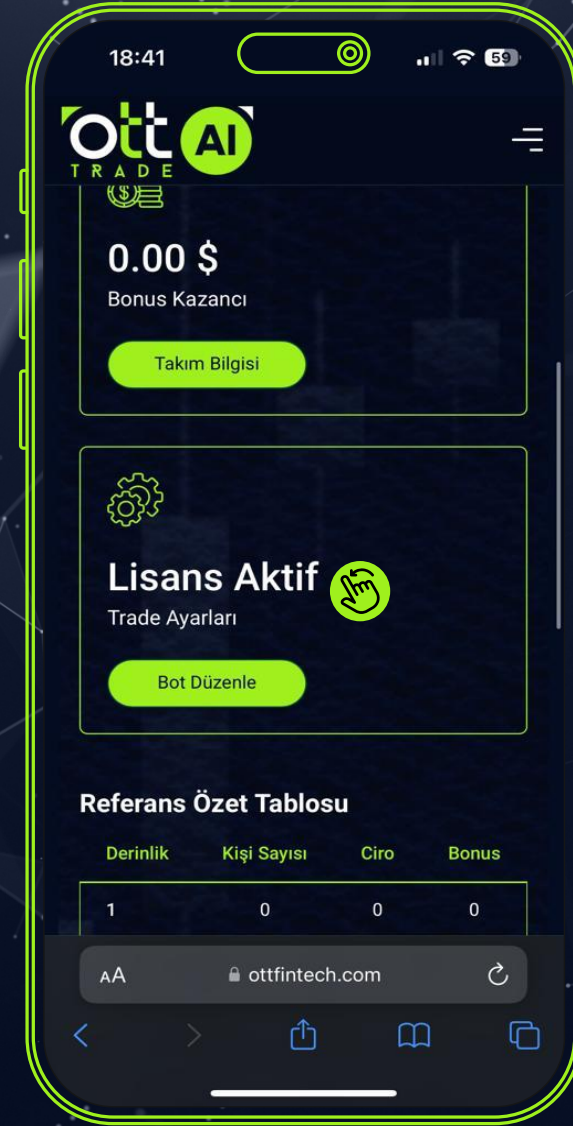 18:41
59
ott AI
TRADE
0.00 $
Bonus Kazancı
Takım Bilgisi
Lisans Aktif
Trade Ayarları
Bot Düzenle
Referans Özet Tablosu
Derinlik Kişi Sayısı Ciro Bonus
1 0 0 0
AA ottfintech.com